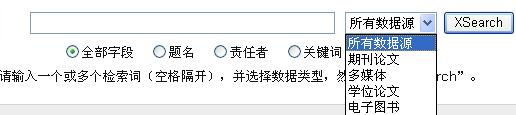 所有数据源 XSearch
全部字段 题名 责任者 关键词
请输入一个或多个检索词（空格隔开），并选择数据类型，然 rch”。
所有数据源
期刊论文
多媒体
学位论文
电子图书